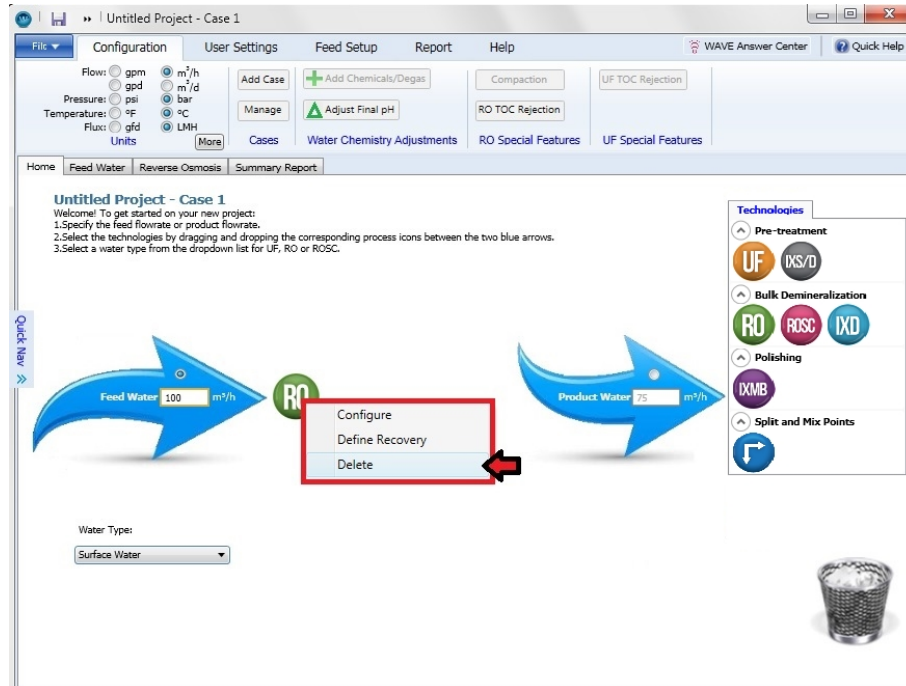 Untitled Project - Case 1
File Configuration User Settings Feed Setup Report Help WAVE Answer Center Quick Help
Flow: gpm m³/h
gpd m³/d
Pressure: psi bar
Temperature: °F °C
Flux: gfd LMH
Units More
Add Case
Manage
Cases
Add Chemicals/Degas
Adjust Final pH
Water Chemistry Adjustments
Compaction
RO TOC Rejection
RO Special Features
UF TOC Rejection
UF Special Features
Home Feed Water Reverse Osmosis Summary Report
Untitled Project - Case 1
Welcome! To get started on your new project:
1.Specify the feed flowrate or product flowrate.
2.Select the technologies by dragging and dropping the corresponding process icons between the two blue arrows.
3.Select a water type from the dropdown list for UF, RO or ROSC.
Quick Nav
Feed Water 100 m³/h
RO
Configure
Define Recovery
Delete
Product Water 75 m³/h
Technologies
Pre-treatment
UF IXS/D
Bulk Demineralization
RO ROSC IXD
Polishing
IXMB
Split and Mix Points
Water Type:
Surface Water